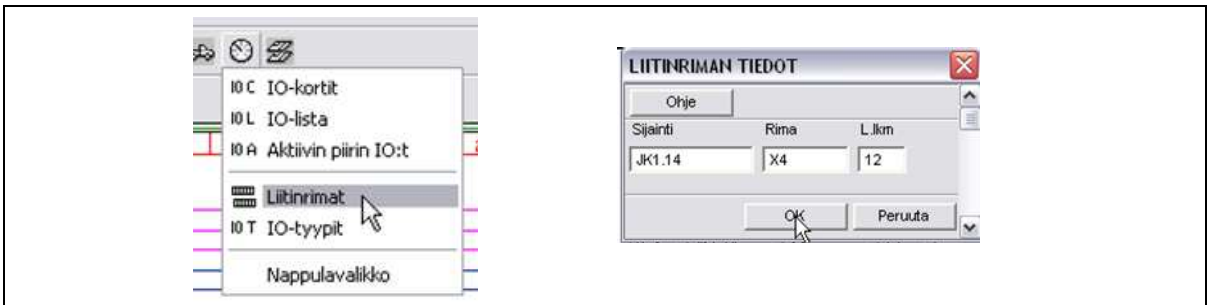 IO C IO-kortit
IO L IO-lista
IO A Aktiivin piirin IO:t
Liitinrimat
IO T IO-tyypit
Nappulavalikko
LIITINRIMAN TIEDOT
Ohje
Sijainti Rima L.lkm
JK1.14 X4 12
OK Peruuta